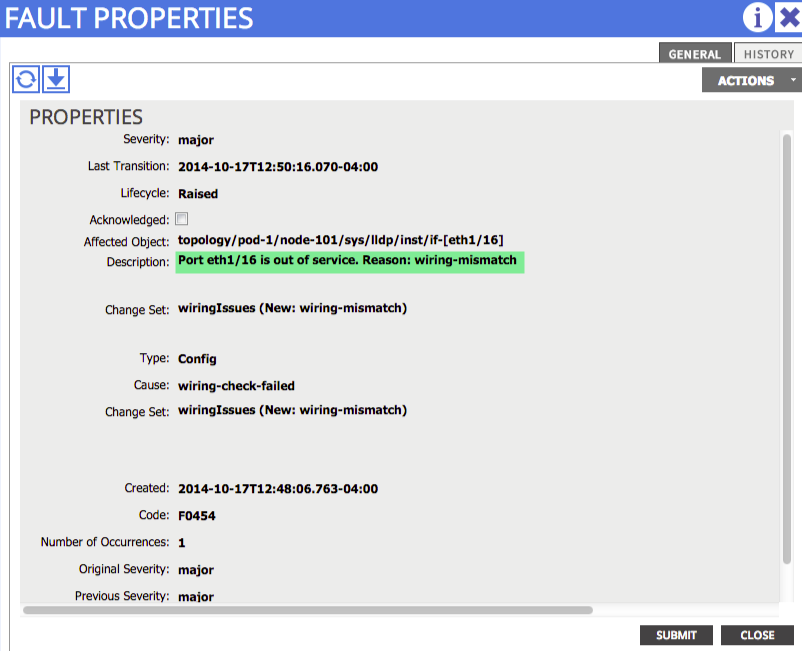 FAULT PROPERTIES
GENERAL HISTORY
ACTIONS
PROPERTIES
Severity: major
Last Transition: 2014-10-17T12:50:16.070-04:00
Lifecycle: Raised
Acknowledged:
Affected Object: topology/pod-1/node-101/sys/lldp/inst/if-[eth1/16]
Description: Port eth1/16 is out of service. Reason: wiring-mismatch
Change Set: wiringIssues (New: wiring-mismatch)
Type: Config
Cause: wiring-check-failed
Change Set: wiringIssues (New: wiring-mismatch)
Created: 2014-10-17T12:48:06.763-04:00
Code: F0454
Number of Occurrences: 1
Original Severity: major
Previous Severity: major
SUBMIT CLOSE